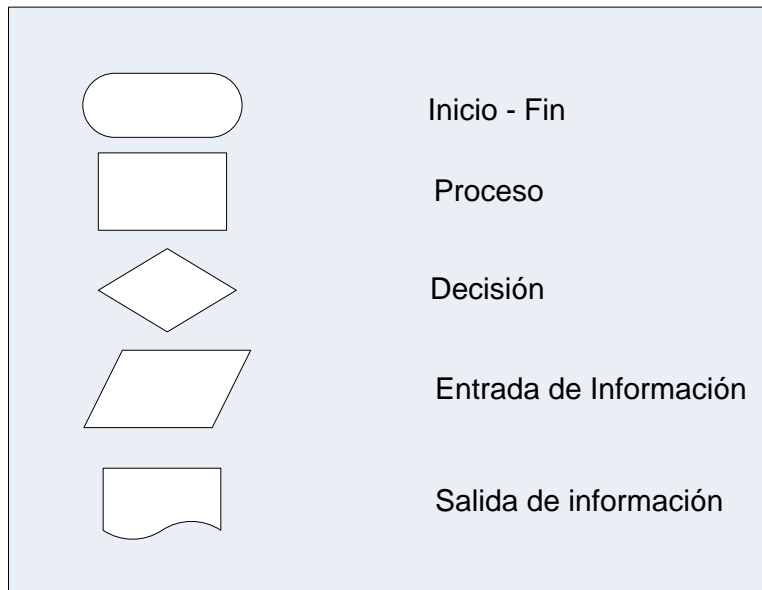 Inicio - Fin
Proceso
Decisión
Entrada de Información
Salida de información